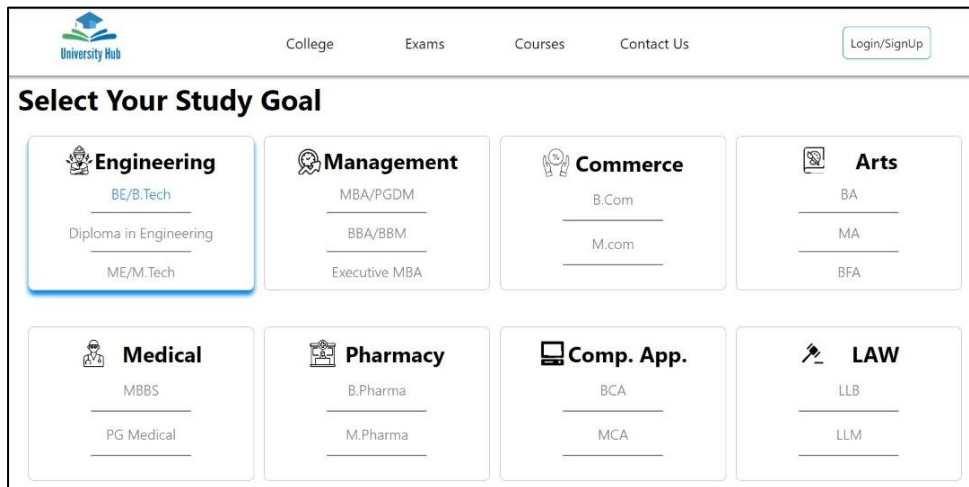 University Hub
College Exams Courses Contact Us Login/SignUp
Select Your Study Goal
Engineering
BE/B.Tech
Diploma in Engineering
ME/M.Tech
Management
MBA/PGDM
BBA/BBM
Executive MBA
Commerce
B.Com
M.com
Arts
BA
MA
BFA
Medical
MBBS
PG Medical
Pharmacy
B.Pharma
M.Pharma
Comp. App.
BCA
MCA
LAW
LLB
LLM